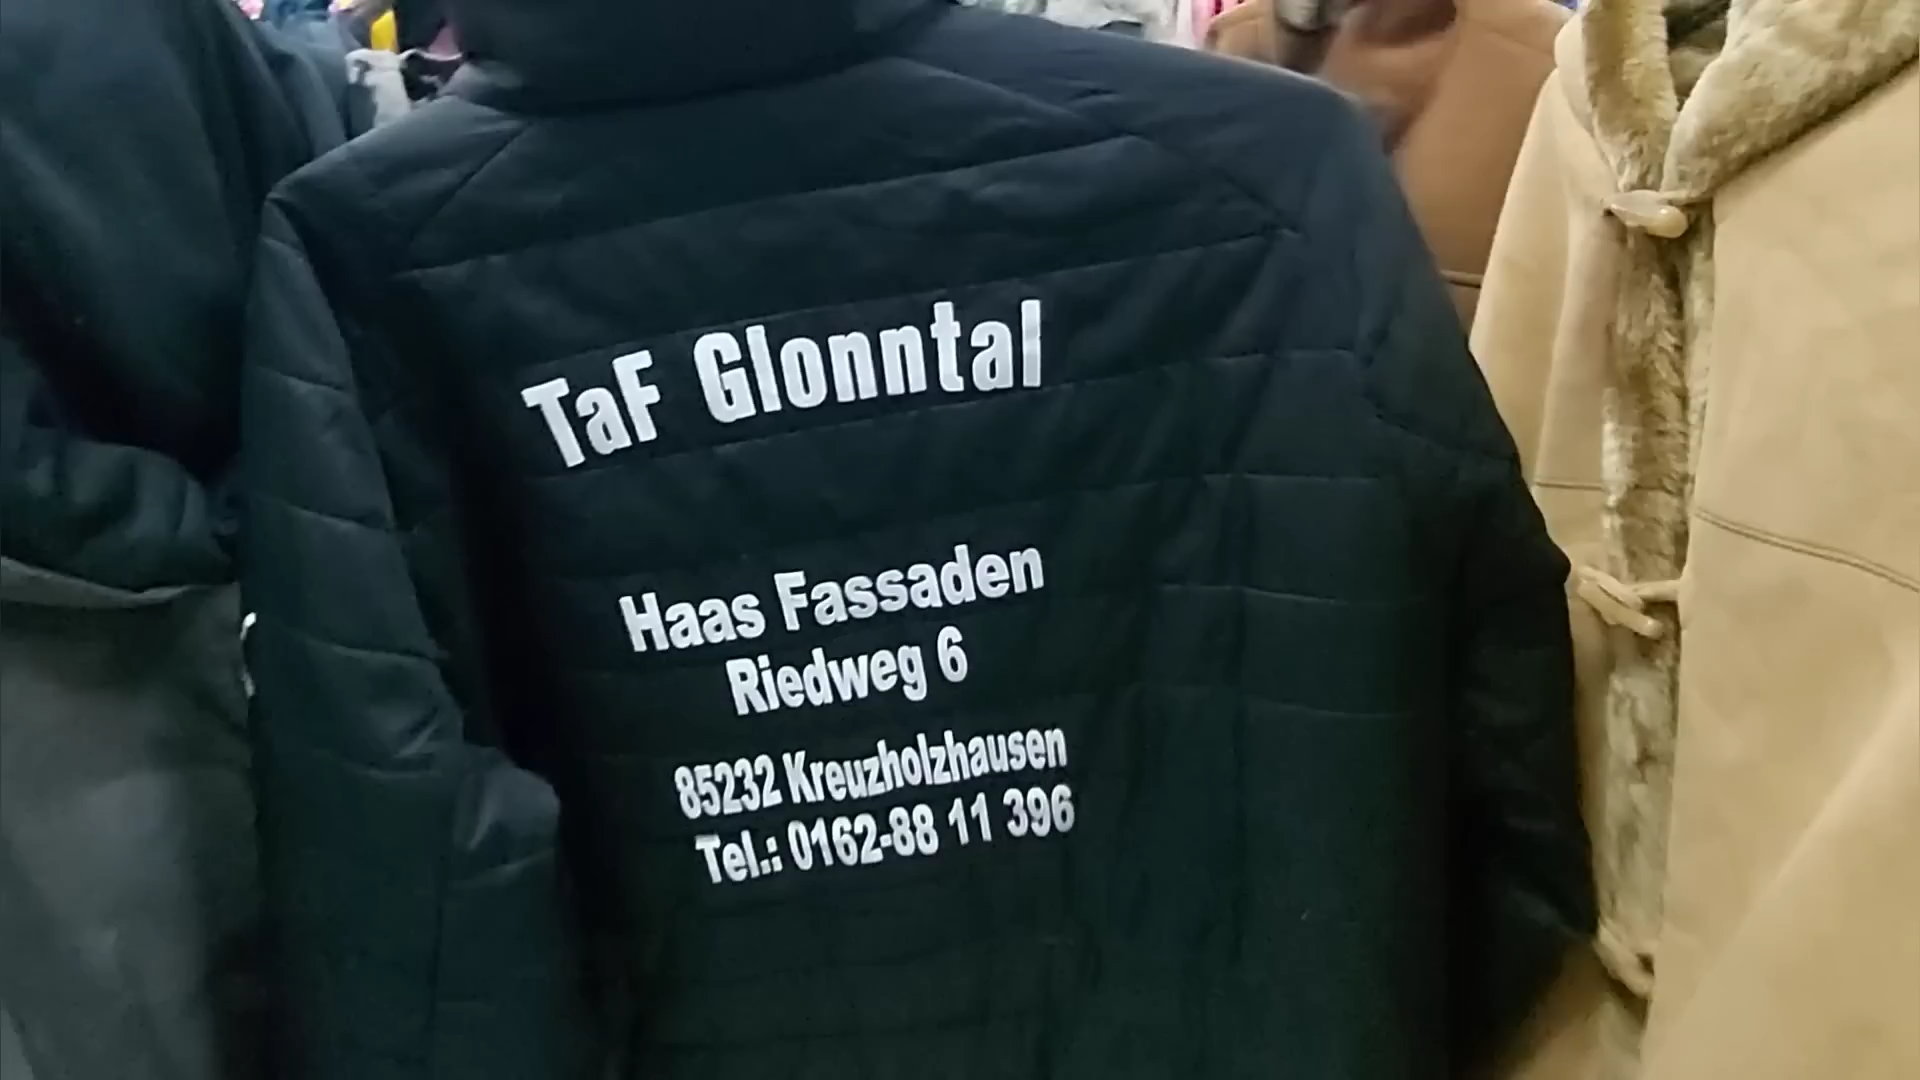 TaF Glonntal
Haas Fassaden
Riedweg 6
85232 Kreuzholzhausen
Tel.: 0162-88 11 396